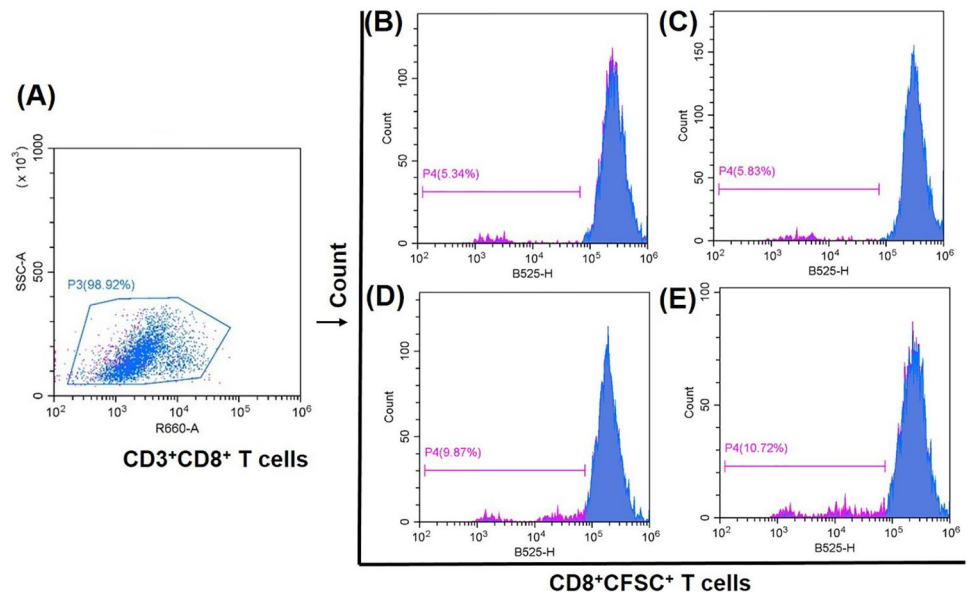 (A)
(x 10³)
1000
500
0
SSC-A
P3(98.92%)
10² 10³ 10⁴ 10⁵ 10⁶
R660-A
CD3⁺CD8⁺ T cells
Count
(B)
Count
100
50
0
P4(5.34%)
10² 10³ 10⁴ 10⁵ 10⁶
B525-H
(C)
Count
150
100
50
0
P4(5.83%)
10² 10³ 10⁴ 10⁵ 10⁶
B525-H
(D)
Count
100
50
0
P4(9.87%)
10² 10³ 10⁴ 10⁵ 10⁶
B525-H
(E)
Count
100
50
0
P4(10.72%)
10² 10³ 10⁴ 10⁵ 10⁶
B525-H
CD8⁺CFSC⁺ T cells